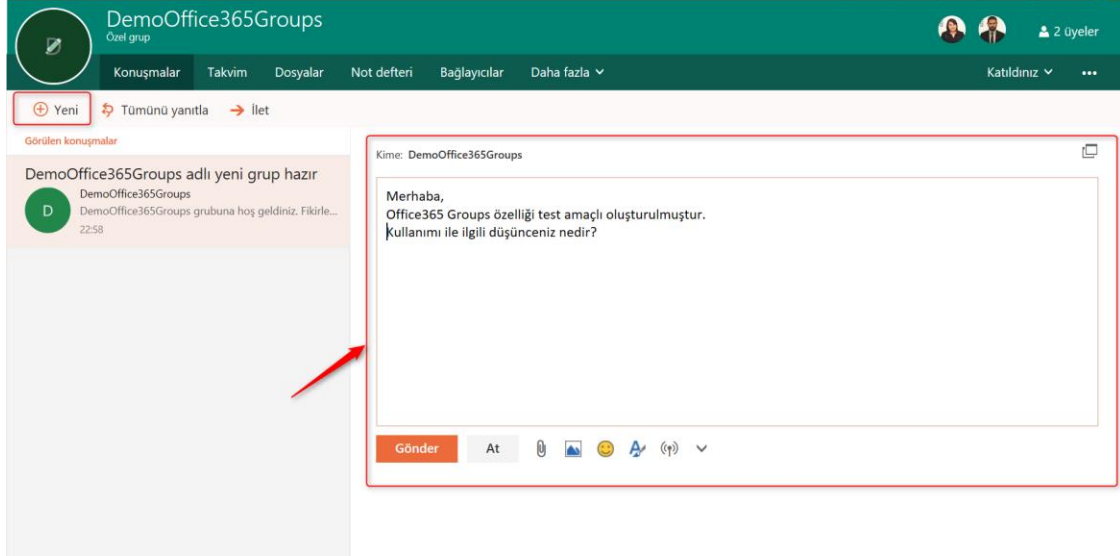 DemoOffice365Groups
Özel grup
2 üyeler
Konuşmalar Takvim Dosyalar Not defteri Bağlayıcılar Daha fazla Katıldınız
Yeni Tümünü yanıtla İlet
Görülen konuşmalar
DemoOffice365Groups adlı yeni grup hazır
D
DemoOffice365Groups
DemoOffice365Groups grubuna hoş geldiniz. Fikirle...
22:58
Kime: DemoOffice365Groups
Merhaba,
Office365 Groups özelliği test amaçlı oluşturulmuştur.
Kullanımı ile ilgili düşünceniz nedir?
Gönder At